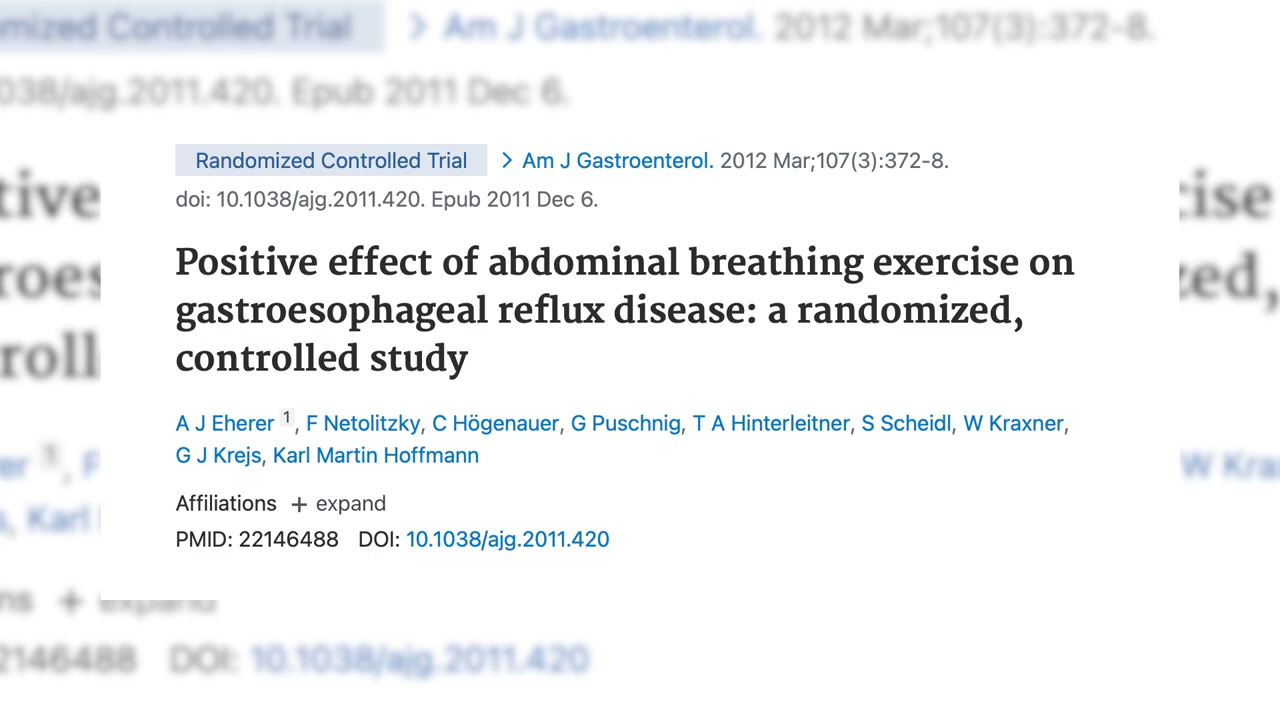 Randomized Controlled Trial > Am J Gastroenterol. 2012 Mar;107(3):372-8.
doi: 10.1038/ajg.2011.420. Epub 2011 Dec 6.
Positive effect of abdominal breathing exercise on
gastroesophageal reflux disease: a randomized,
controlled study
A J Eherer 1, F Netolitzky, C Högenauer, G Puschnig, T A Hinterleitner, S Scheidl, W Kraxner,
G J Krejs, Karl Martin Hoffmann
Affiliations + expand
PMID: 22146488 DOI: 10.1038/ajg.2011.420